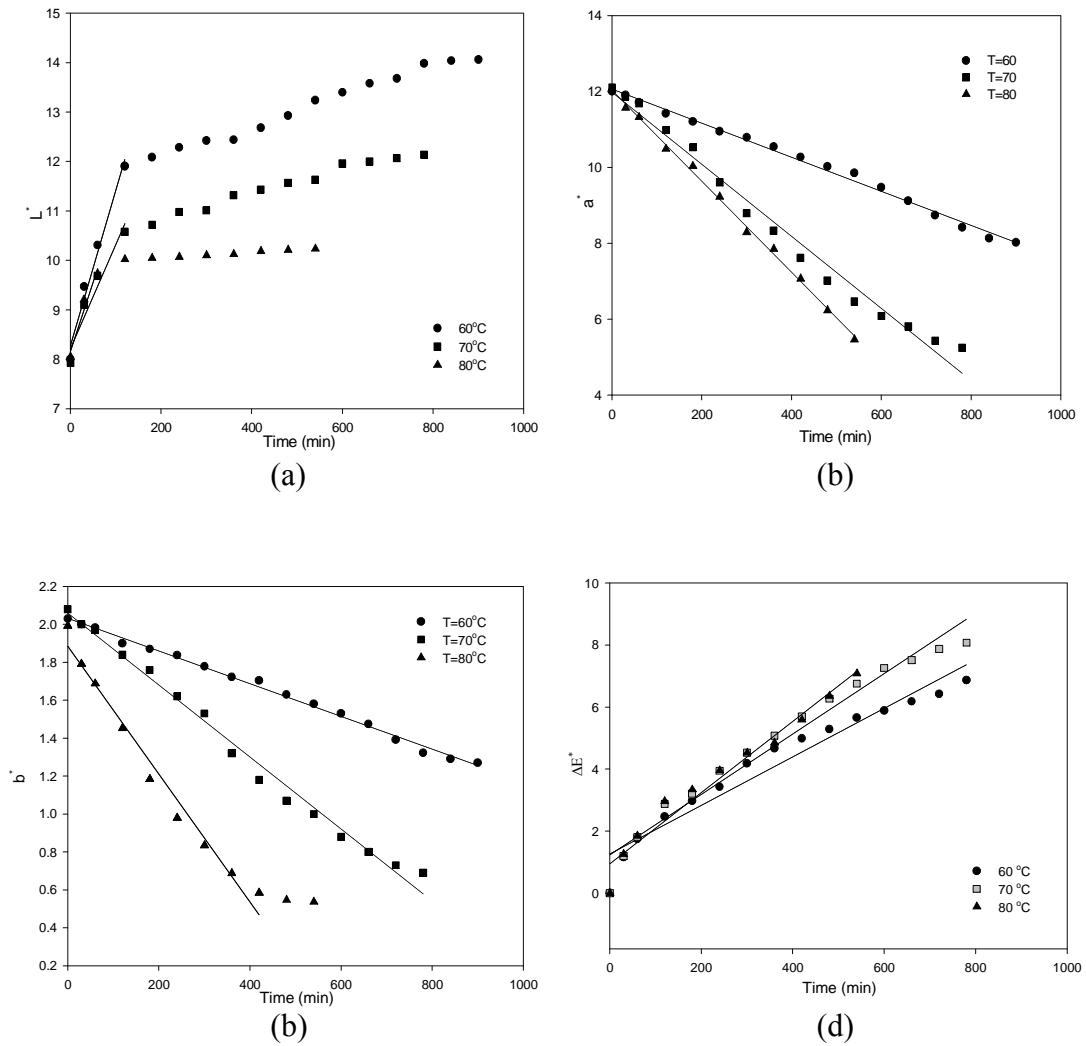 15
14
13
12
11
10
9
8
7
L*
60°C
70°C
80°C
0 200 400 600 800 1000
Time (min)
(a)
14
12
10
8
6
4
a*
T=60
T=70
T=80
0 200 400 600 800 1000
Time (min)
(b)
2.2
2.0
1.8
1.6
1.4
1.2
1.0
0.8
0.6
0.4
0.2
b*
T=60°C
T=70°C
T=80°C
0 200 400 600 800 1000
Time (min)
(b)
10
8
6
4
2
0
ΔE*
60 °C
70 °C
80 °C
0 200 400 600 800 1000
Time (min)
(d)